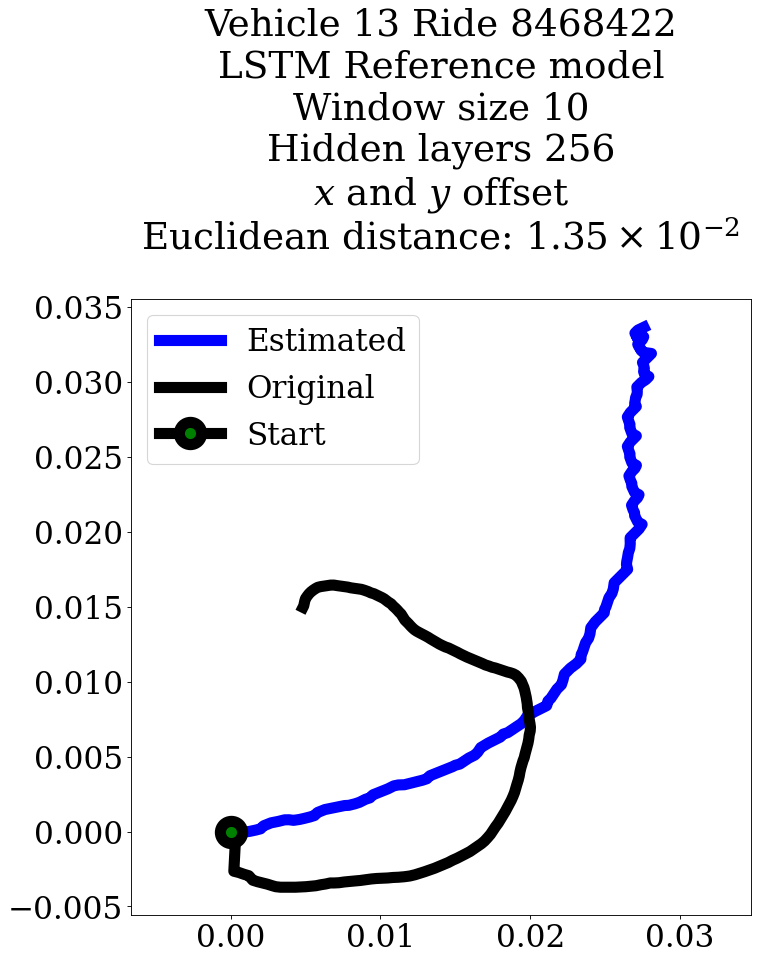 Vehicle 13 Ride 8468422
LSTM Reference model
Window size 10
Hidden layers 256
x and y offset
Euclidean distance: 1.35 × 10⁻²
0.035
0.030
0.025
0.020
0.015
0.010
0.005
0.000
−0.005
Estimated
Original
Start
0.00 0.01 0.02 0.03